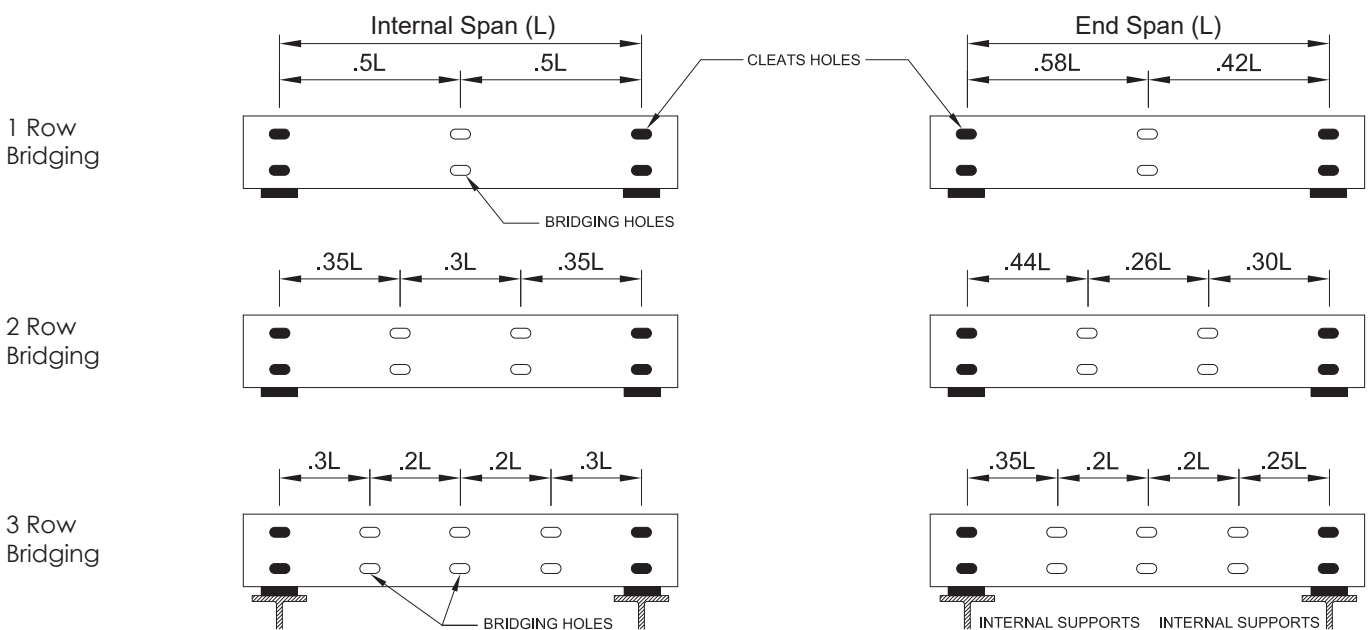 Internal Span (L)
End Span (L)
.5L .5L
CLEATS HOLES
.58L .42L
1 Row
Bridging
BRIDGING HOLES
.35L .3L .35L
.44L .26L .30L
2 Row
Bridging
.3L .2L .2L .3L
.35L .2L .2L .25L
3 Row
Bridging
BRIDGING HOLES
INTERNAL SUPPORTS INTERNAL SUPPORTS